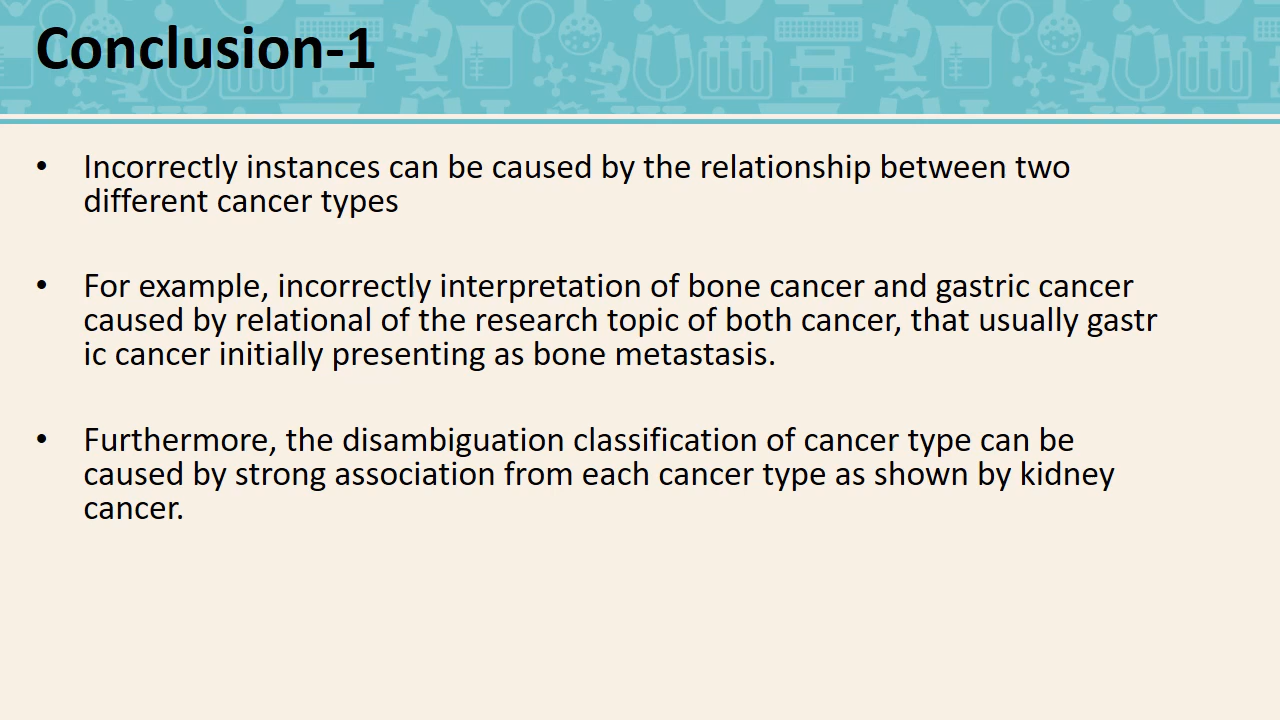 Conclusion-1
• Incorrectly instances can be caused by the relationship between two
different cancer types
• For example, incorrectly interpretation of bone cancer and gastric cancer
caused by relational of the research topic of both cancer, that usually gastr
ic cancer initially presenting as bone metastasis.
• Furthermore, the disambiguation classification of cancer type can be
caused by strong association from each cancer type as shown by kidney
cancer.